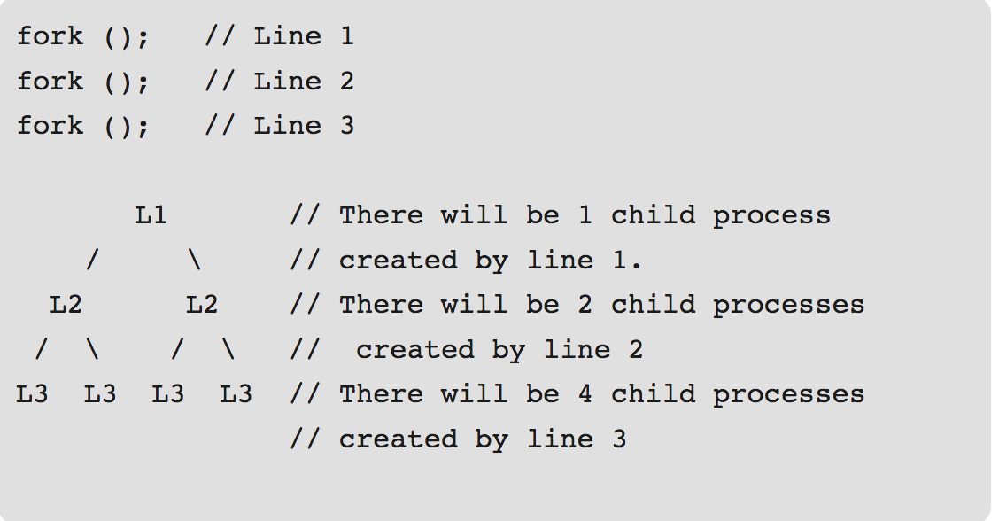 fork ();   // Line 1
fork ();   // Line 2
fork ();   // Line 3
       L1       // There will be 1 child process
    /     \     // created by line 1.
  L2      L2    // There will be 2 child processes
 /  \    /  \   //  created by line 2
L3  L3  L3  L3  // There will be 4 child processes
                // created by line 3